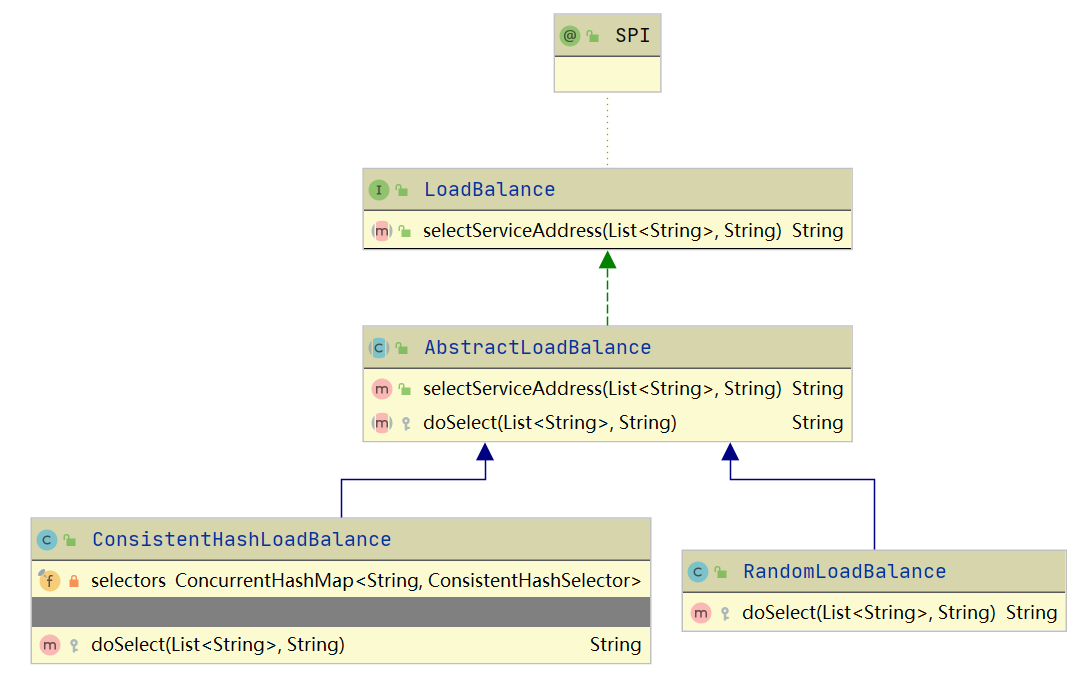 @ SPI
I LoadBalance
m selectServiceAddress(List<String>, String) String
C AbstractLoadBalance
m selectServiceAddress(List<String>, String) String
m doSelect(List<String>, String) String
C ConsistentHashLoadBalance
f selectors ConcurrentHashMap<String, ConsistentHashSelector>
m doSelect(List<String>, String) String
C RandomLoadBalance
m doSelect(List<String>, String) String